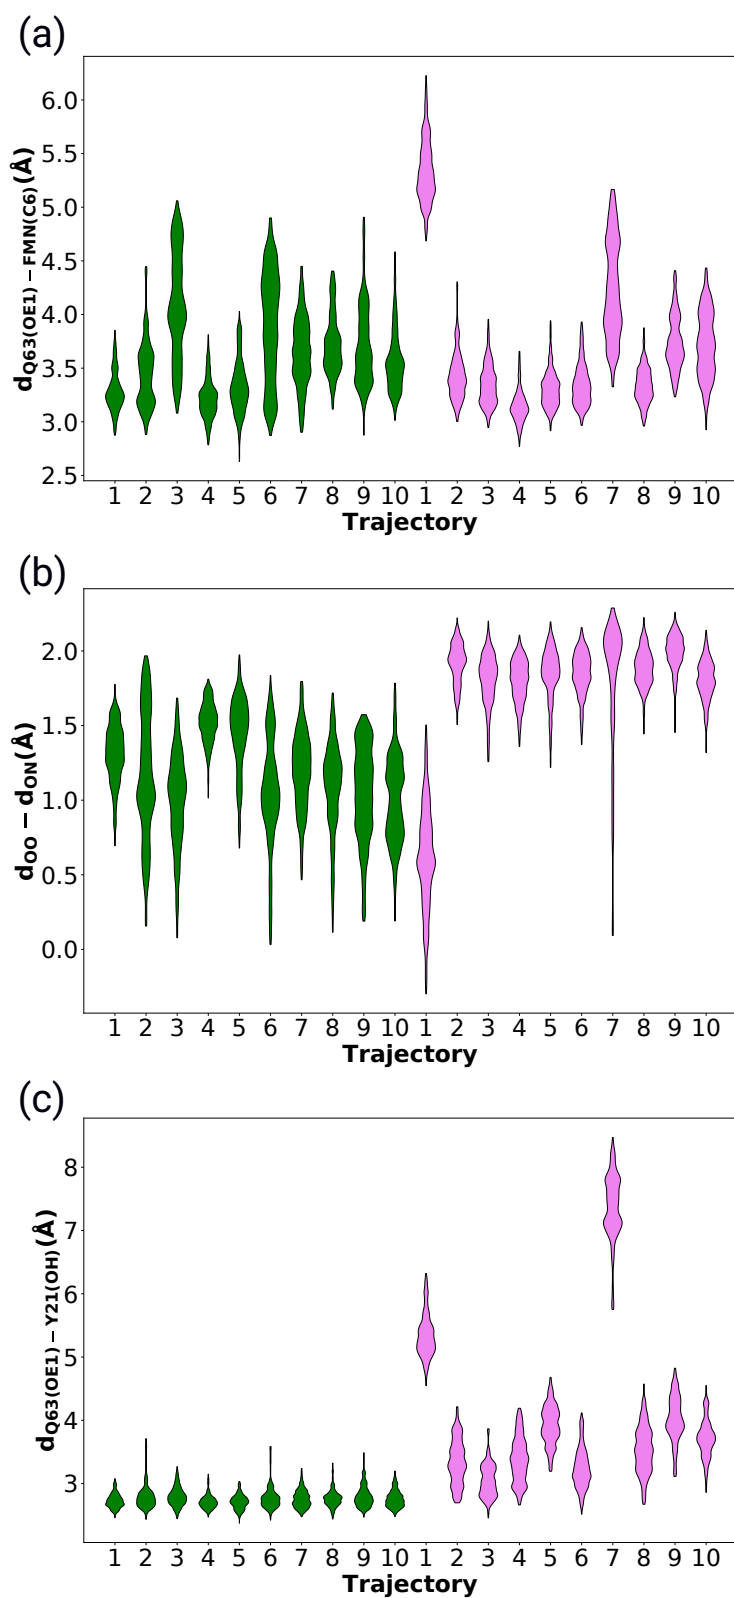 (a)
d_Q63(OE1) − FMN(C6)(Å)
6.0
5.5
5.0
4.5
4.0
3.5
3.0
2.5
1 2 3 4 5 6 7 8 9 10 1 2 3 4 5 6 7 8 9 10
Trajectory
(b)
d_OO − d_ON(Å)
2.0
1.5
1.0
0.5
0.0
1 2 3 4 5 6 7 8 9 10 1 2 3 4 5 6 7 8 9 10
Trajectory
(c)
d_Q63(OE1) − Y21(OH)(Å)
8
7
6
5
4
3
1 2 3 4 5 6 7 8 9 10 1 2 3 4 5 6 7 8 9 10
Trajectory